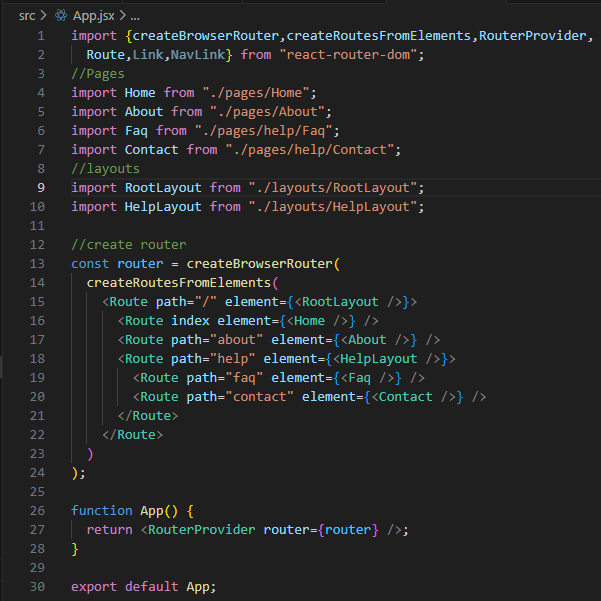 src > App.jsx > ...
1 import {createBrowserRouter,createRoutesFromElements,RouterProvider,
2 Route,Link,NavLink} from "react-router-dom";
3 //Pages
4 import Home from "./pages/Home";
5 import About from "./pages/About";
6 import Faq from "./pages/help/Faq";
7 import Contact from "./pages/help/Contact";
8 //layouts
9 import RootLayout from "./layouts/RootLayout";
10 import HelpLayout from "./layouts/HelpLayout";
11
12 //create router
13 const router = createBrowserRouter(
14 createRoutesFromElements(
15 <Route path="/" element={<RootLayout />}>
16 <Route index element={<Home />} />
17 <Route path="about" element={<About />} />
18 <Route path="help" element={<HelpLayout />}>
19 <Route path="faq" element={<Faq />} />
20 <Route path="contact" element={<Contact />} />
21 </Route>
22 </Route>
23 )
24 );
25
26 function App() {
27 return <RouterProvider router={router} />;
28 }
29
30 export default App;